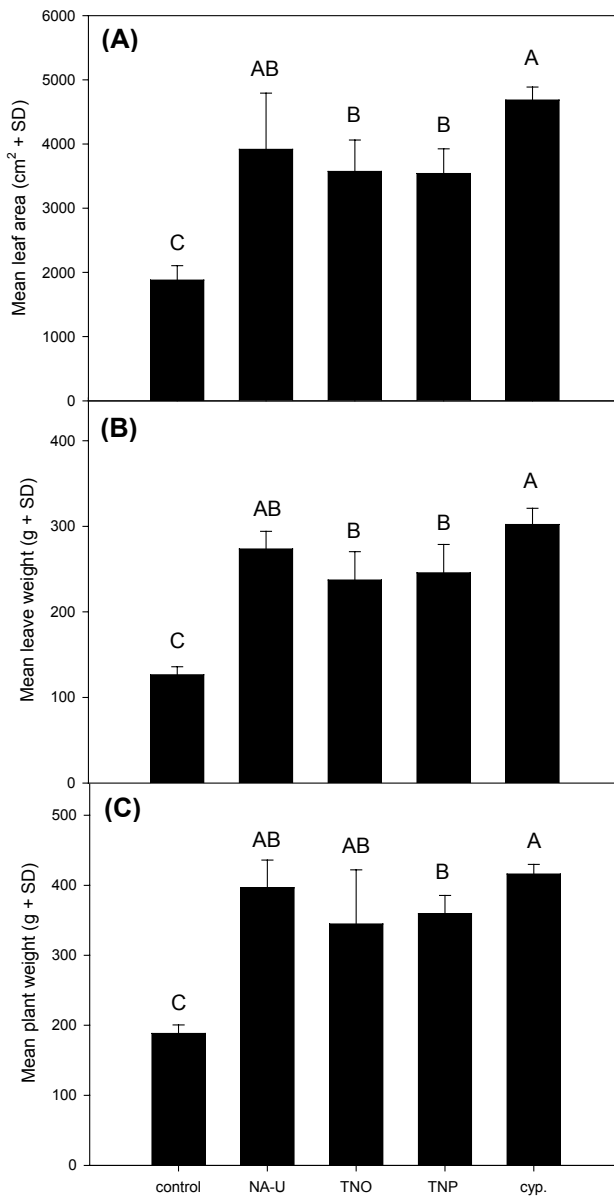 (A)
Mean leaf area (cm² + SD)
6000
5000
4000
3000
2000
1000
0
C
AB
B
B
A
(B)
Mean leave weight (g + SD)
400
300
200
100
0
C
AB
B
B
A
(C)
Mean plant weight (g + SD)
500
400
300
200
100
0
C
AB
AB
B
A
control NA-U TNO TNP cyp.